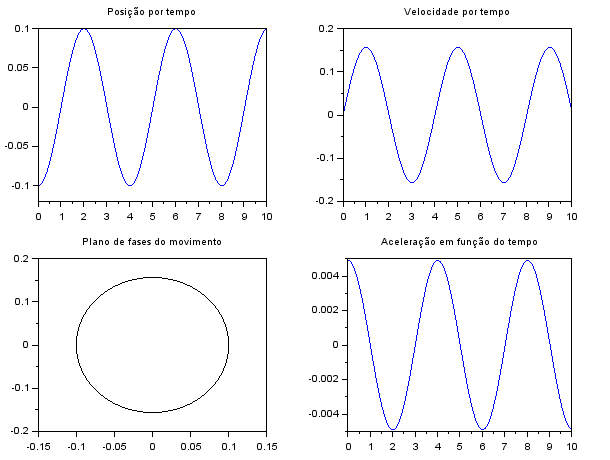 Posição por tempo
Velocidade por tempo
0.1
0.05
0
-0.05
-0.1
0 1 2 3 4 5 6 7 8 9 10
0.2
0.1
0
-0.1
-0.2
0 1 2 3 4 5 6 7 8 9 10
Plano de fases do movimento
Aceleração em função do tempo
0.2
0.1
0
-0.1
-0.2
-0.15 -0.1 -0.05 0 0.05 0.1 0.15
0.004
0.002
0
-0.002
-0.004
0 1 2 3 4 5 6 7 8 9 10